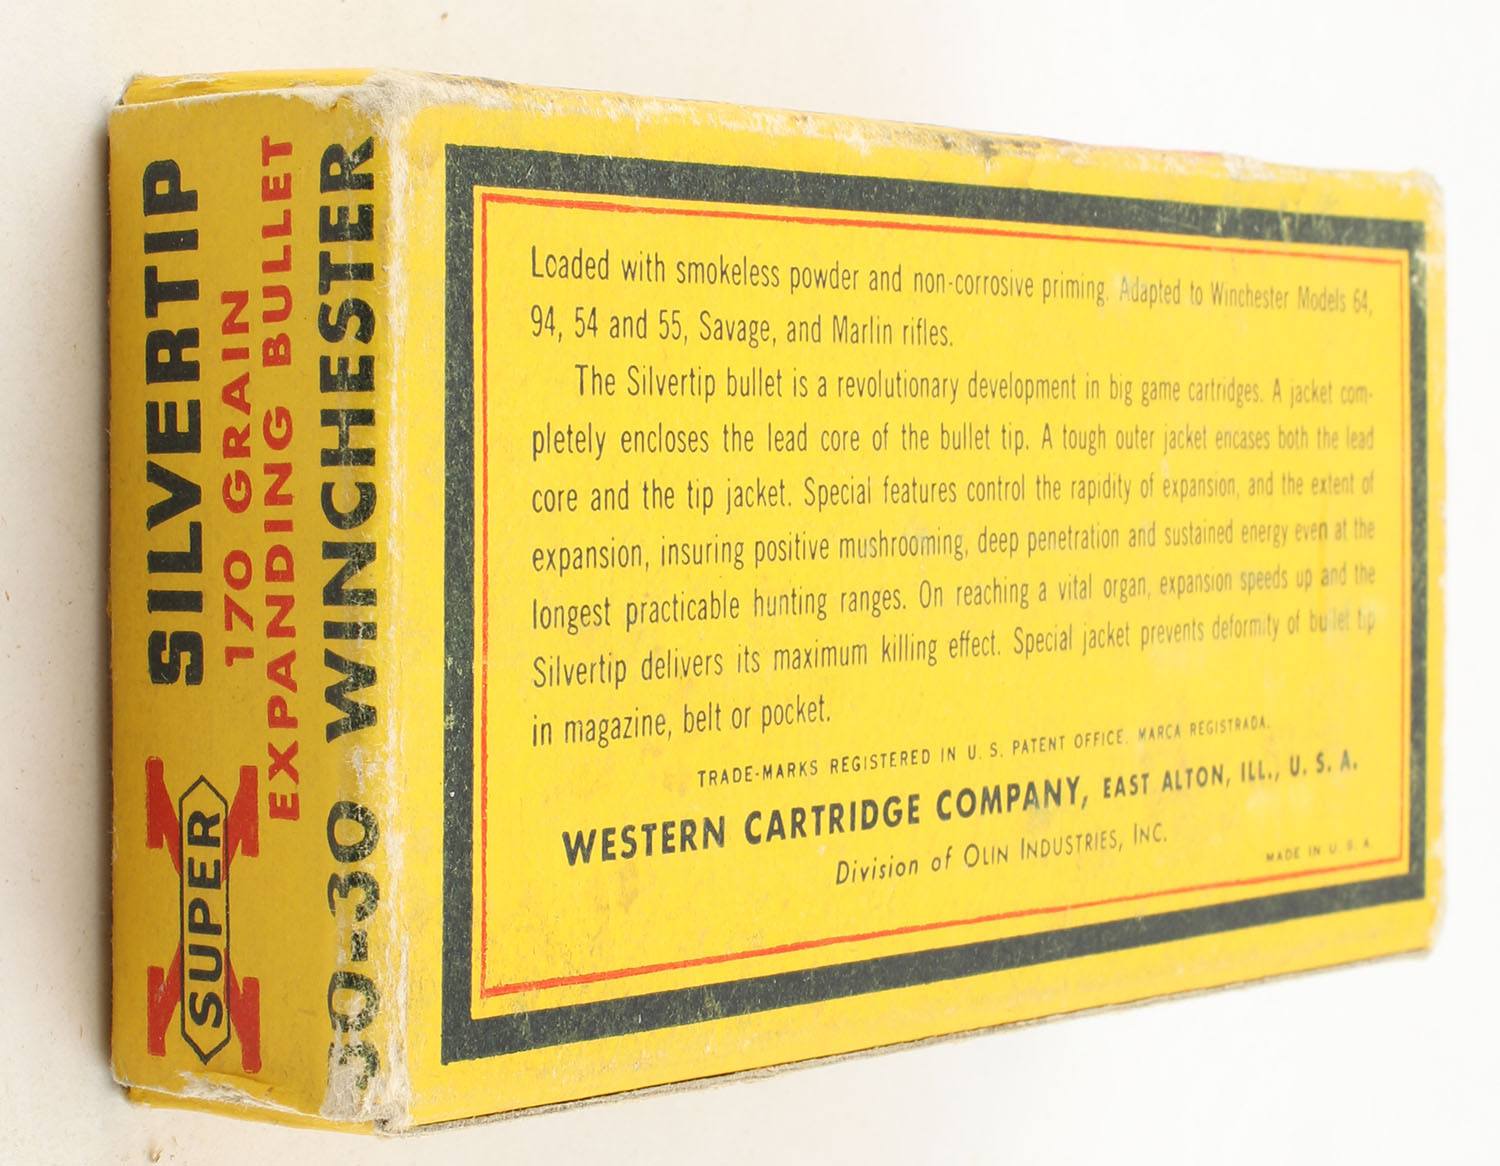 SILVERTIP
170 GRAIN
EXPANDING BULLET
30-30 WINCHESTER
SUPER X
Loaded with smokeless powder and non-corrosive priming. Adapted to Winchester Models 64,
94, 54 and 55, Savage, and Marlin rifles.
The Silvertip bullet is a revolutionary development in big game cartridges. A jacket com-
pletely encloses the lead core of the bullet tip. A tough outer jacket encases both the lead
core and the tip jacket. Special features control the rapidity of expansion, and the extent of
expansion, insuring positive mushrooming, deep penetration and sustained energy even at the
longest practicable hunting ranges. On reaching a vital organ, expansion speeds up and the
Silvertip delivers its maximum killing effect. Special jacket prevents deformity of bullet tip
in magazine, belt or pocket.
TRADE-MARKS REGISTERED IN U. S. PATENT OFFICE. MARCA REGISTRADA.
WESTERN CARTRIDGE COMPANY, EAST ALTON, ILL., U. S. A.
Division of OLIN INDUSTRIES, INC.
MADE IN U. S. A.